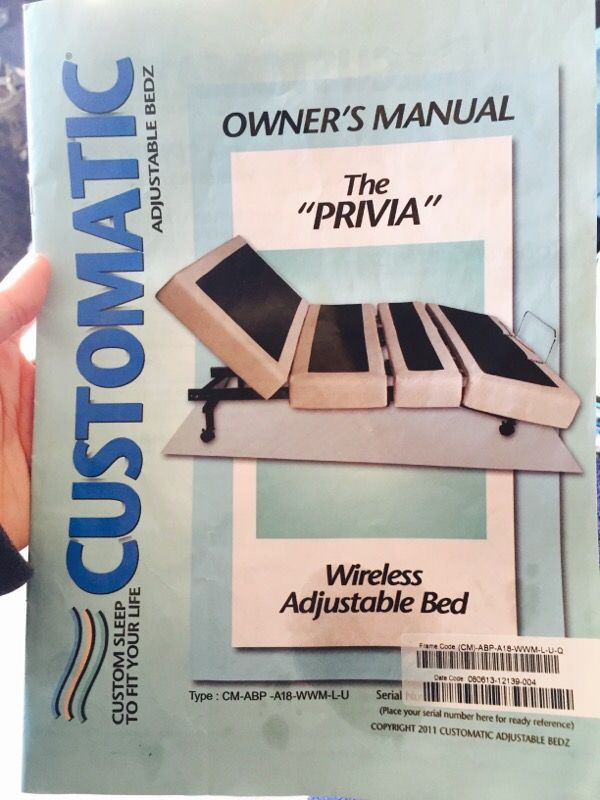 CUSTOMATIC®
ADJUSTABLE BEDZ
CUSTOM SLEEP
TO FIT YOUR LIFE
OWNER'S MANUAL
The
"PRIVIA"
Wireless
Adjustable Bed
Frame Code:(CM)-ABP-A18-WWM-L-U-Q
Date Code: 060613-12139-004
Type : CM-ABP -A18-WWM-L-U
Serial
(Place your serial number here for ready reference)
COPYRIGHT 2011 CUSTOMATIC ADJUSTABLE BEDZ